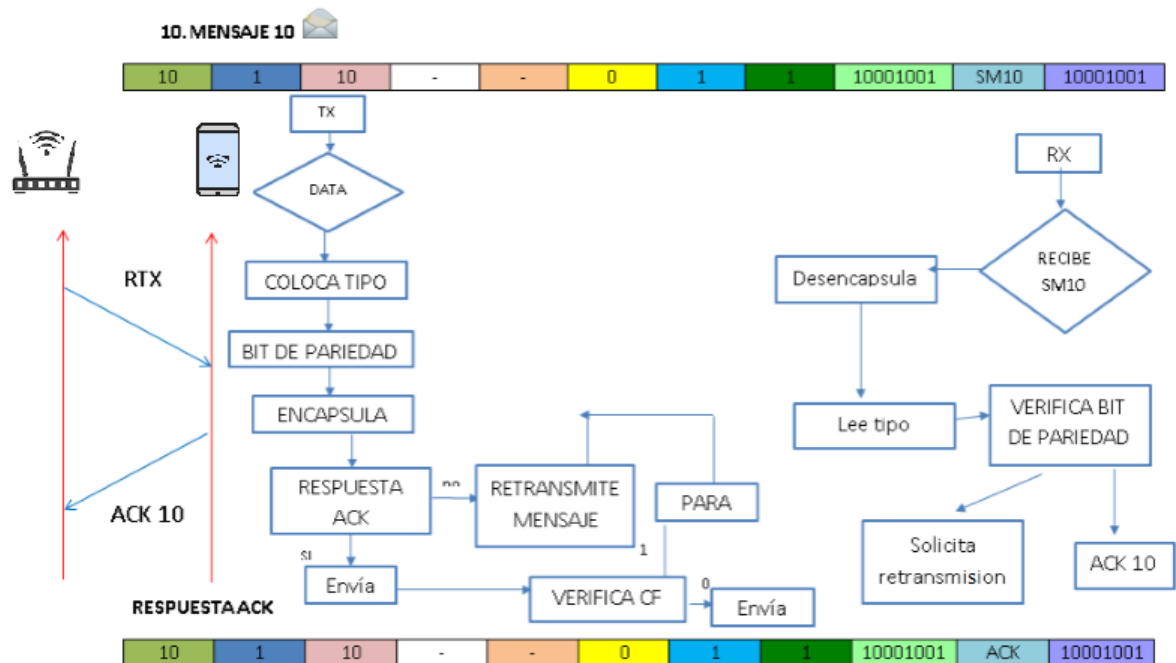 10. MENSAJE 10
10 1 10 - - 0 1 1 10001001 SM10 10001001
TX
DATA
COLOCA TIPO
BIT DE PARIEDAD
ENCAPSULA
RESPUESTA
ACK
no
RETRANSMITE
MENSAJE
PARA
SI
Envía
VERIFICA CF
1
0
Envía
RTX
ACK 10
RX
RECIBE
SM10
Desencapsula
Lee tipo
VERIFICA BIT
DE PARIEDAD
Solicita
retransmision
ACK 10
RESPUESTA ACK
10 1 10 - - 0 1 1 10001001 ACK 10001001